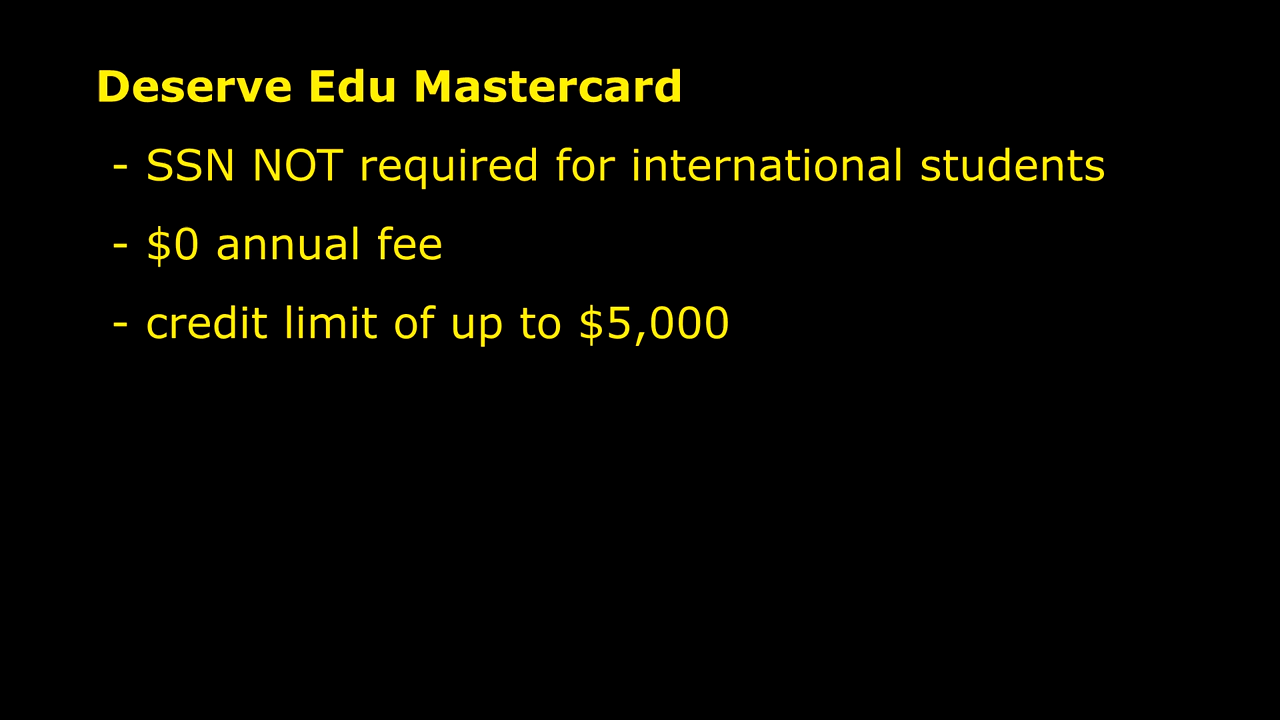 Deserve Edu Mastercard
- SSN NOT required for international students
- $0 annual fee
- credit limit of up to $5,000